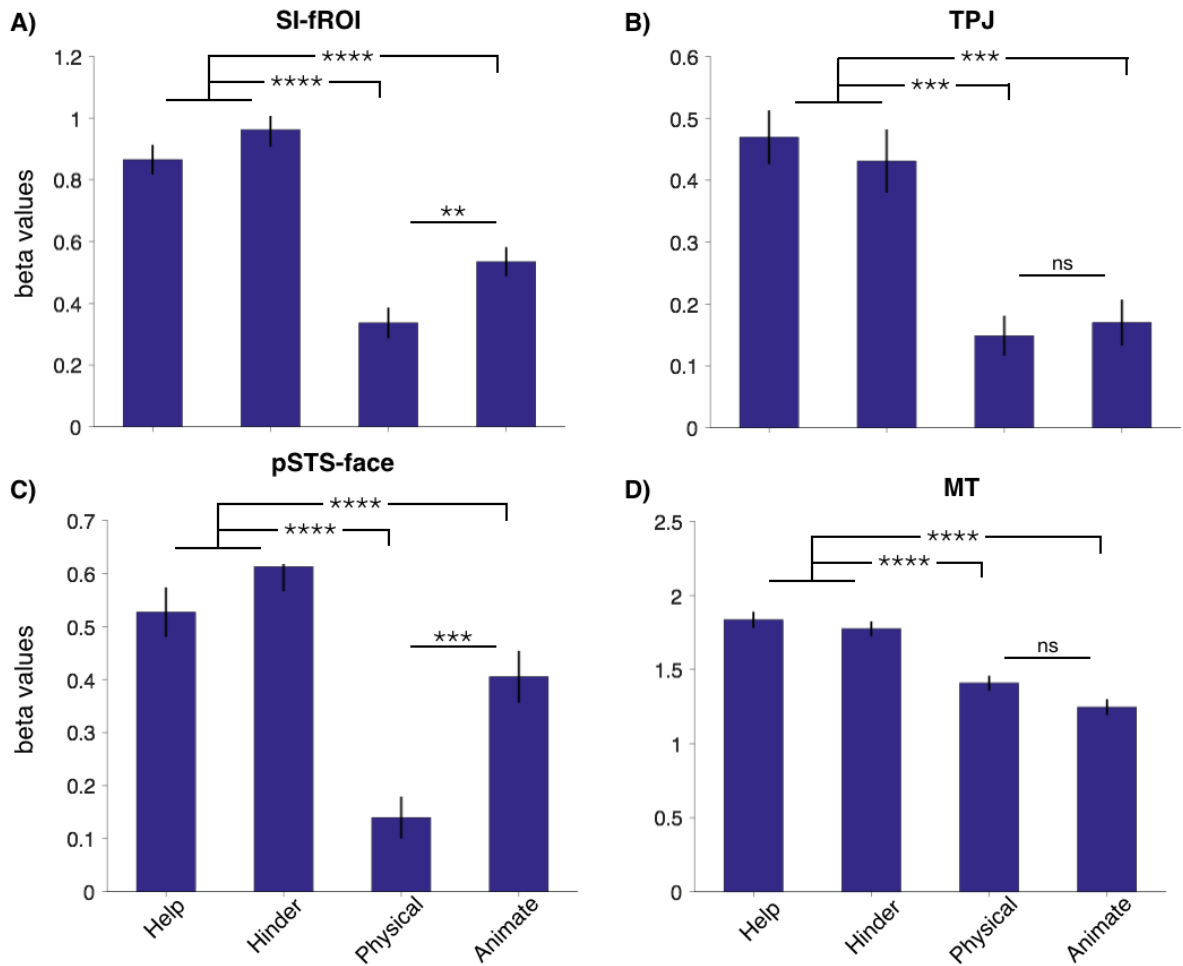 A)
SI-fROI
beta values
1.2
1
0.8
0.6
0.4
0.2
0
****
****
**
B)
TPJ
0.6
0.5
0.4
0.3
0.2
0.1
0
***
***
ns
C)
pSTS-face
beta values
0.7
0.6
0.5
0.4
0.3
0.2
0.1
0
****
****
***
Help
Hinder
Physical
Animate
D)
MT
2.5
2
1.5
1
0.5
0
****
****
ns
Help
Hinder
Physical
Animate